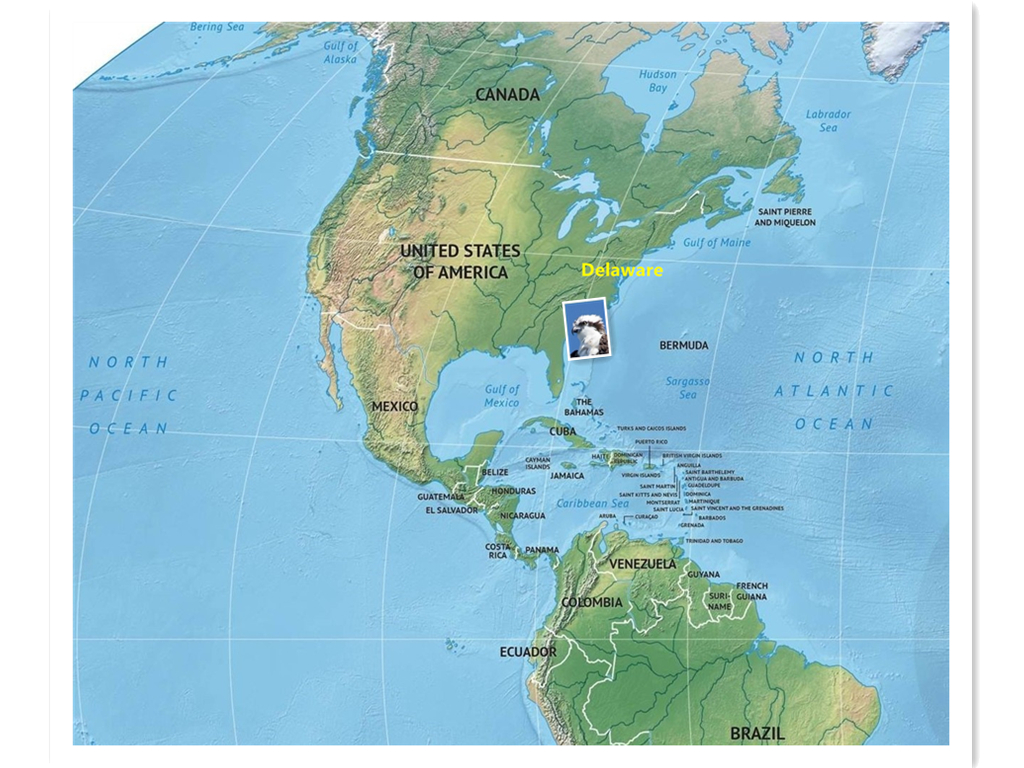 Bering Sea
Gulf of
Alaska
Hudson
Bay
CANADA
Labrador
Sea
SAINT PIERRE
AND MIQUELON
Gulf of Maine
UNITED STATES
OF AMERICA
Delaware
BERMUDA
NORTH
PACIFIC
OCEAN
NORTH
ATLANTIC
OCEAN
Gulf of
Mexico
Sargasso
Sea
MEXICO
THE
BAHAMAS
CUBA
TURKS AND CAICOS ISLANDS
PUERTO RICO
HAITI
DOMINICAN
REPUBLIC
BRITISH VIRGIN ISLANDS
CAYMAN
ISLANDS
ANGUILLA
BELIZE
JAMAICA
VIRGIN ISLANDS
SAINT BARTHELEMY
ANTIGUA AND BARBUDA
SAINT MARTIN
GUADELOUPE
GUATEMALA
HONDURAS
SAINT KITTS AND NEVIS
DOMINICA
MONTSERRAT
MARTINIQUE
EL SALVADOR
Caribbean Sea
SAINT LUCIA
SAINT VINCENT AND THE GRENADINES
NICARAGUA
ARUBA
CURAÇAO
BARBADOS
GRENADA
COSTA
RICA
PANAMA
TRINIDAD AND TOBAGO
VENEZUELA
GUYANA
COLOMBIA
SURI-
NAME
FRENCH
GUIANA
ECUADOR
BRAZIL